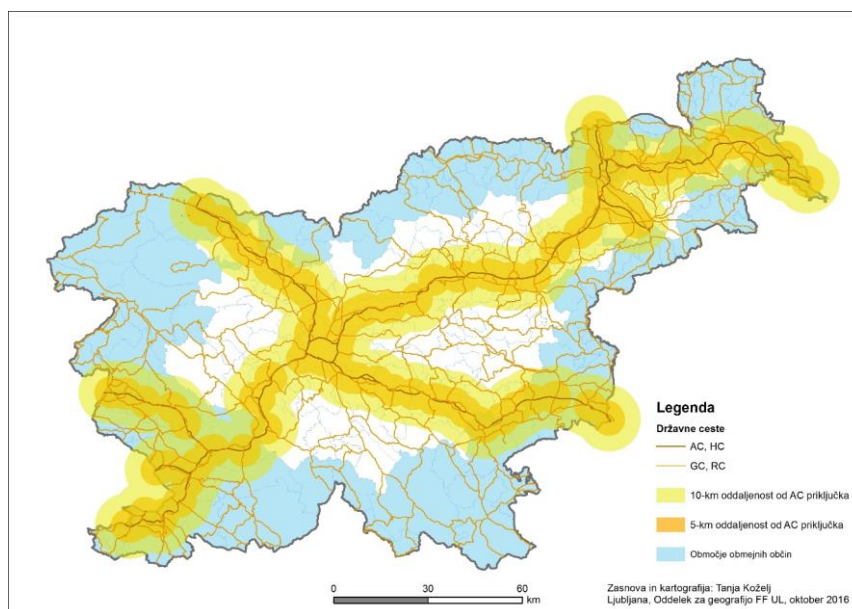 Legenda
Državne ceste
AC, HC
GC, RC
10-km oddaljenost od AC priključka
5-km oddaljenost od AC priključka
Območje obmejnih občin
0 30 60
km
Zasnova in kartografija: Tanja Koželj
Ljubljana, Oddelek za geografijo FF UL, oktober 2016